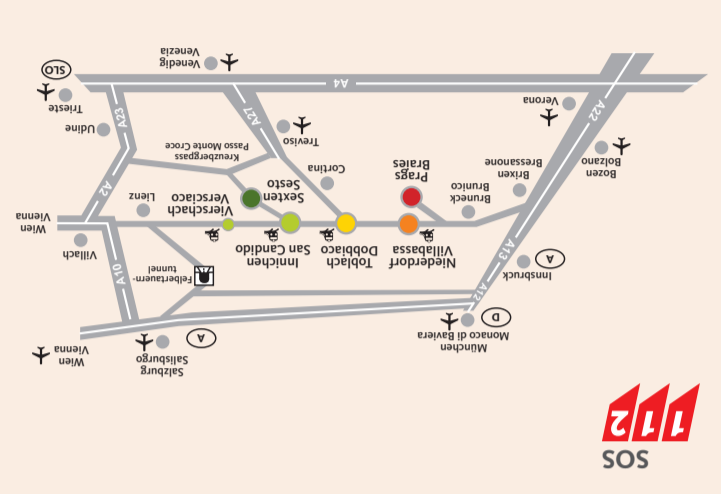 SOS
112
Salzburg
Salisburgo
Wien
Vienna
München
Monaco di Baviera
A
D
A12
Innsbruck
A
A13
Felbertauern-
tunnel
A10
Villach
Niederdorf
Villabassa
Toblach
Dobbiaco
Innichen
San Candido
Vierschach
Versciaco
Lienz
Wien
Vienna
Bruneck
Brunico
Brixen
Bressanone
Prags
Braies
Sexten
Sesto
Cortina
A2
Bozen
Bolzano
Kreuzbergpass
Passo Monte Croce
Treviso
Udine
A22
Verona
A27
A23
Trieste
A4
SLO
Venedig
Venezia